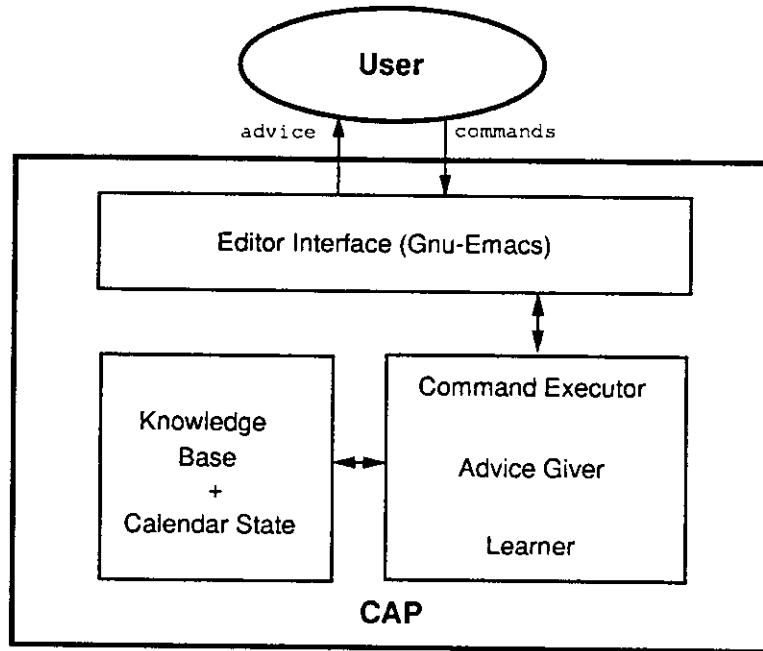 User
advice
commands
Editor Interface (Gnu-Emacs)
Knowledge
Base
+
Calendar State
Command Executor
Advice Giver
Learner
CAP